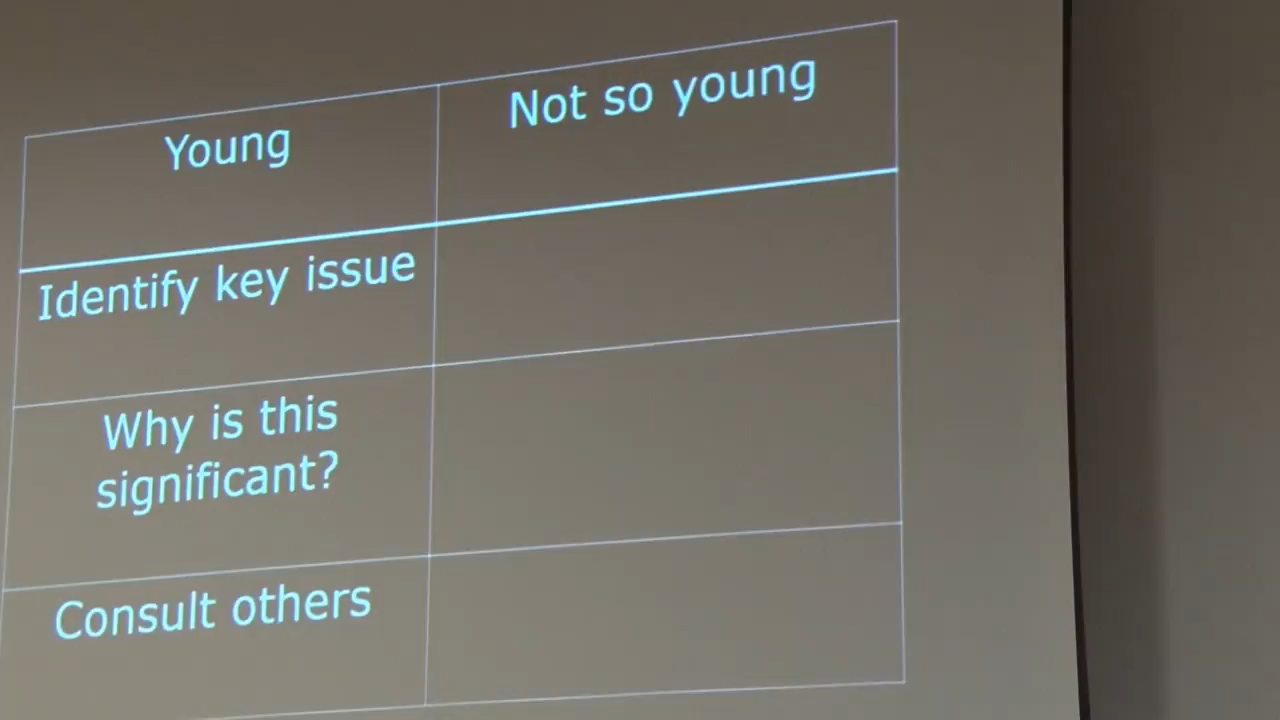 Young
Not so young
Identify key issue
Why is this
significant?
Consult others